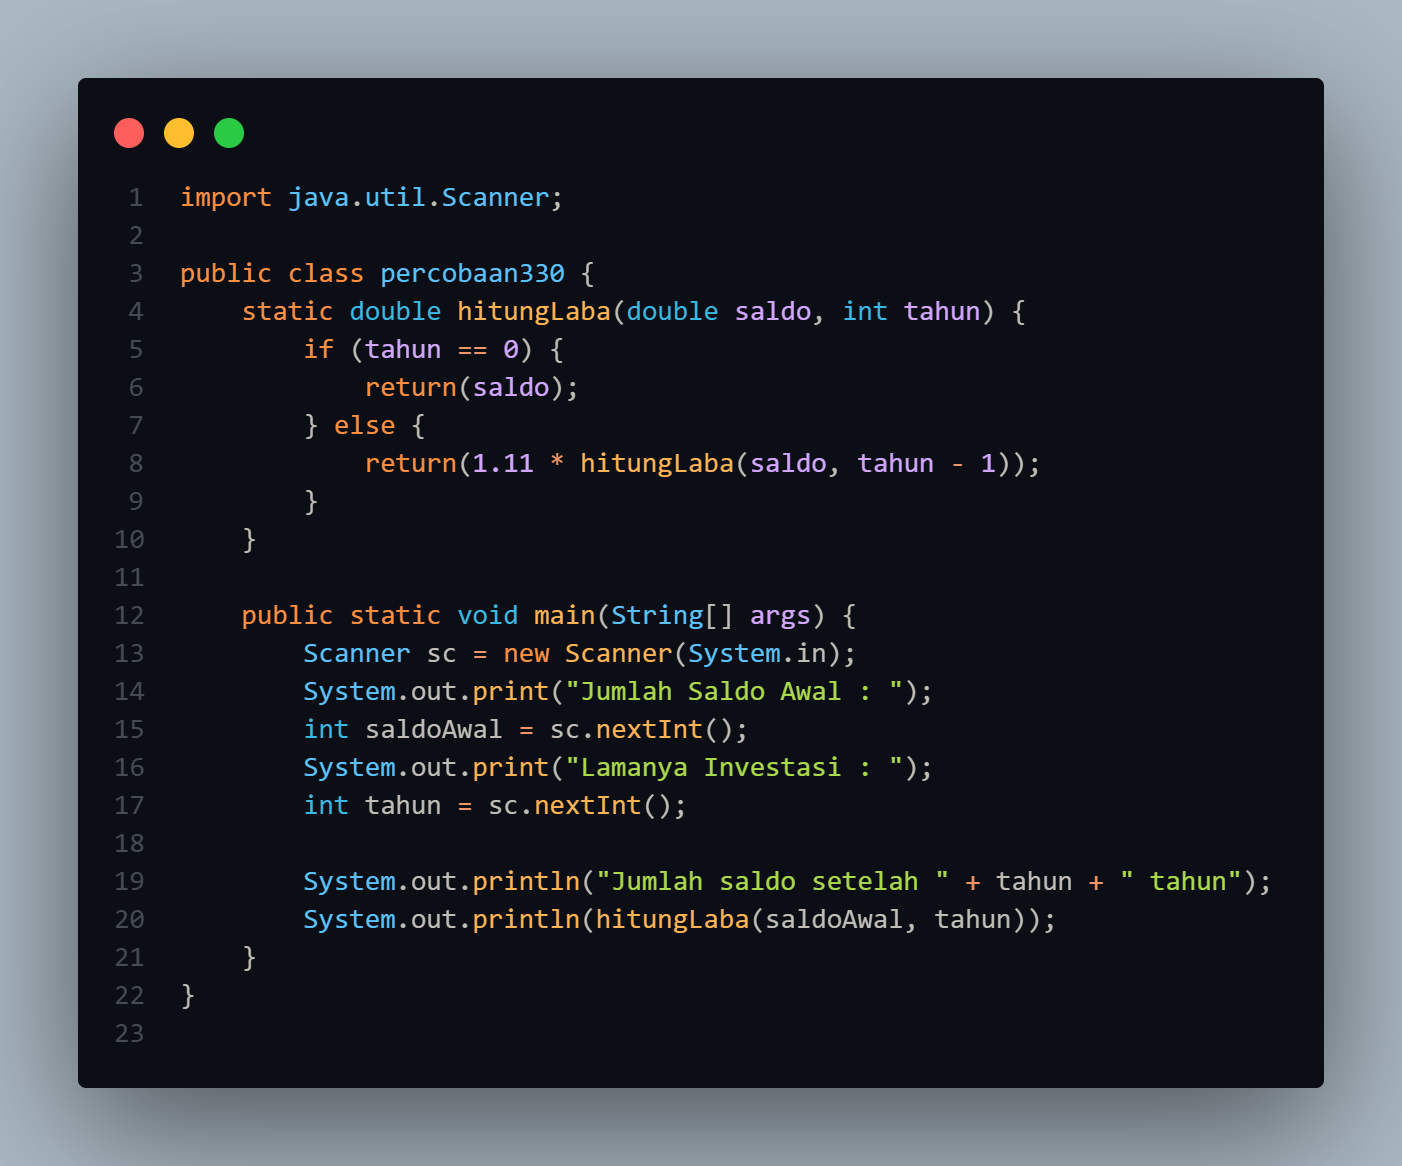 1 import java.util.Scanner;
2
3 public class percobaan330 {
4     static double hitungLaba(double saldo, int tahun) {
5         if (tahun == 0) {
6             return(saldo);
7         } else {
8             return(1.11 * hitungLaba(saldo, tahun - 1));
9         }
10     }
11
12     public static void main(String[] args) {
13         Scanner sc = new Scanner(System.in);
14         System.out.print("Jumlah Saldo Awal : ");
15         int saldoAwal = sc.nextInt();
16         System.out.print("Lamanya Investasi : ");
17         int tahun = sc.nextInt();
18
19         System.out.println("Jumlah saldo setelah " + tahun + " tahun");
20         System.out.println(hitungLaba(saldoAwal, tahun));
21     }
22 }
23